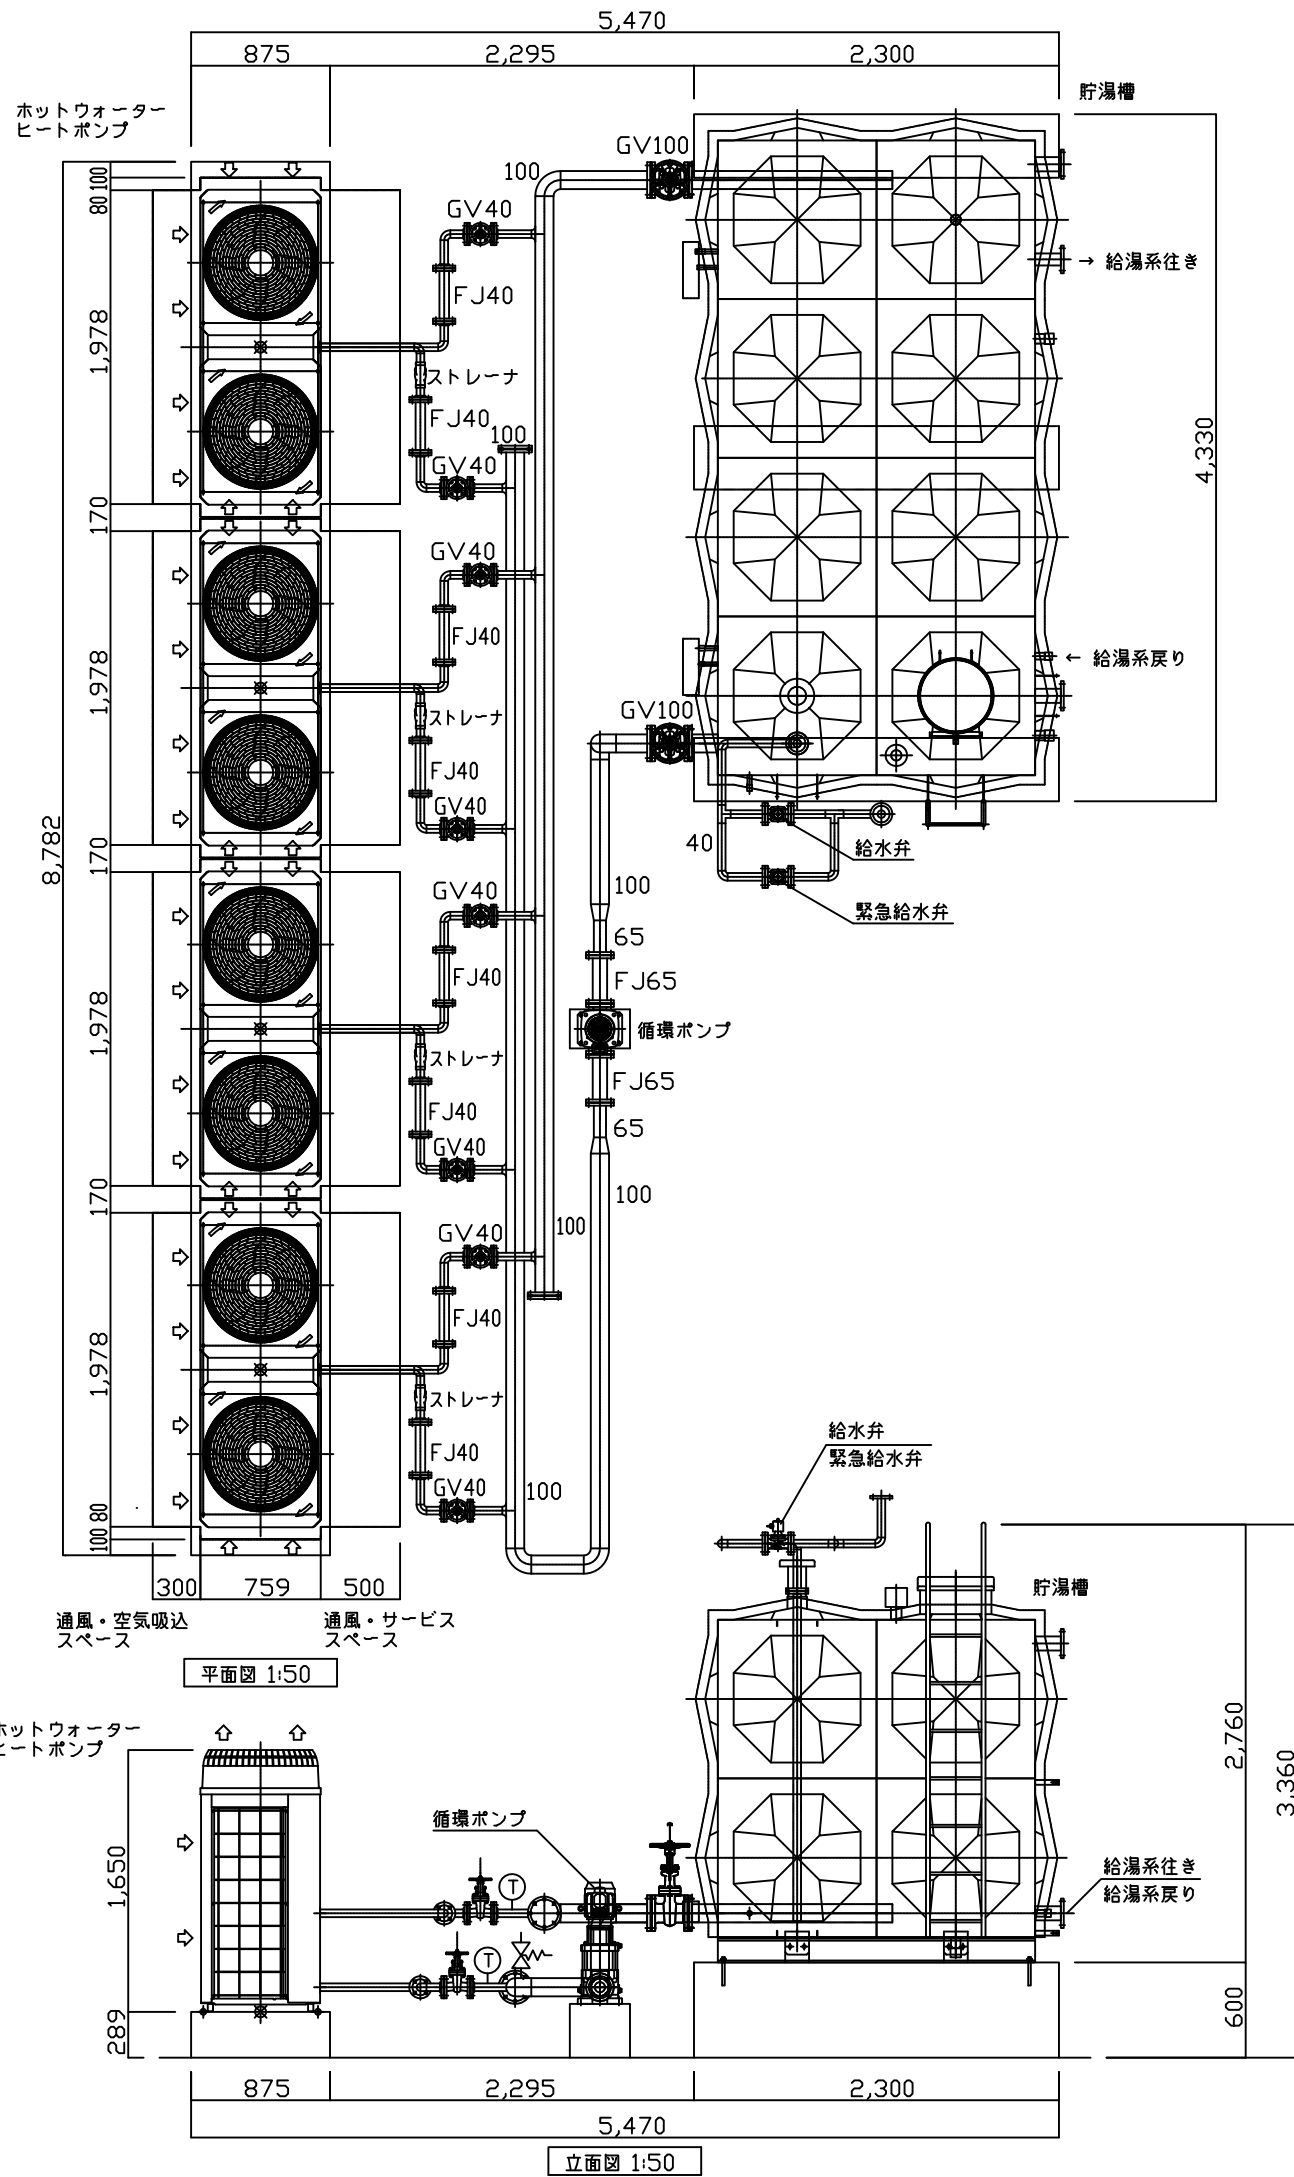 5,470
875
2,295
2,300
ホットウォーター
ヒートポンプ
貯湯槽
GV100
100
GV40
FJ40
→ 給湯系往き
ストレーナ
FJ40
100
GV40
100
80
1,978
170
1,978
170
1,978
170
1,978
80
100
8,782
4,330
GV40
FJ40
ストレーナ
FJ40
GV40
← 給湯系戻り
GV100
40
給水弁
緊急給水弁
100
65
FJ65
循環ポンプ
FJ65
65
100
GV40
FJ40
ストレーナ
FJ40
GV40
100
GV40
FJ40
ストレーナ
FJ40
GV40
100
300
759
500
通風・空気吸込
スペース
通風・サービス
スペース
平面図 1:50
給水弁
緊急給水弁
貯湯槽
ホットウォーター
ヒートポンプ
循環ポンプ
T
T
給湯系往き
給湯系戻り
1,650
289
2,760
600
3,360
875
2,295
2,300
5,470
立面図 1:50